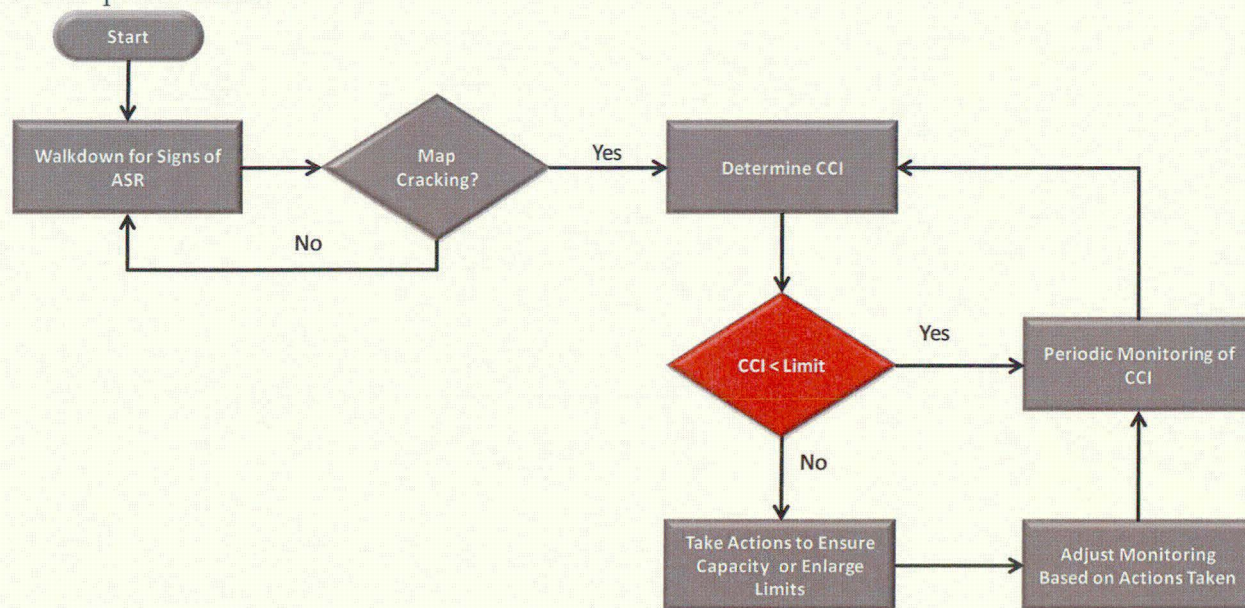 Start
Walkdown for Signs of
ASR
Map
Cracking?
Yes
Determine CCI
No
CCI < Limit
Yes
Periodic Monitoring of
CCI
No
Take Actions to Ensure
Capacity or Enlarge
Limits
Adjust Monitoring
Based on Actions Taken